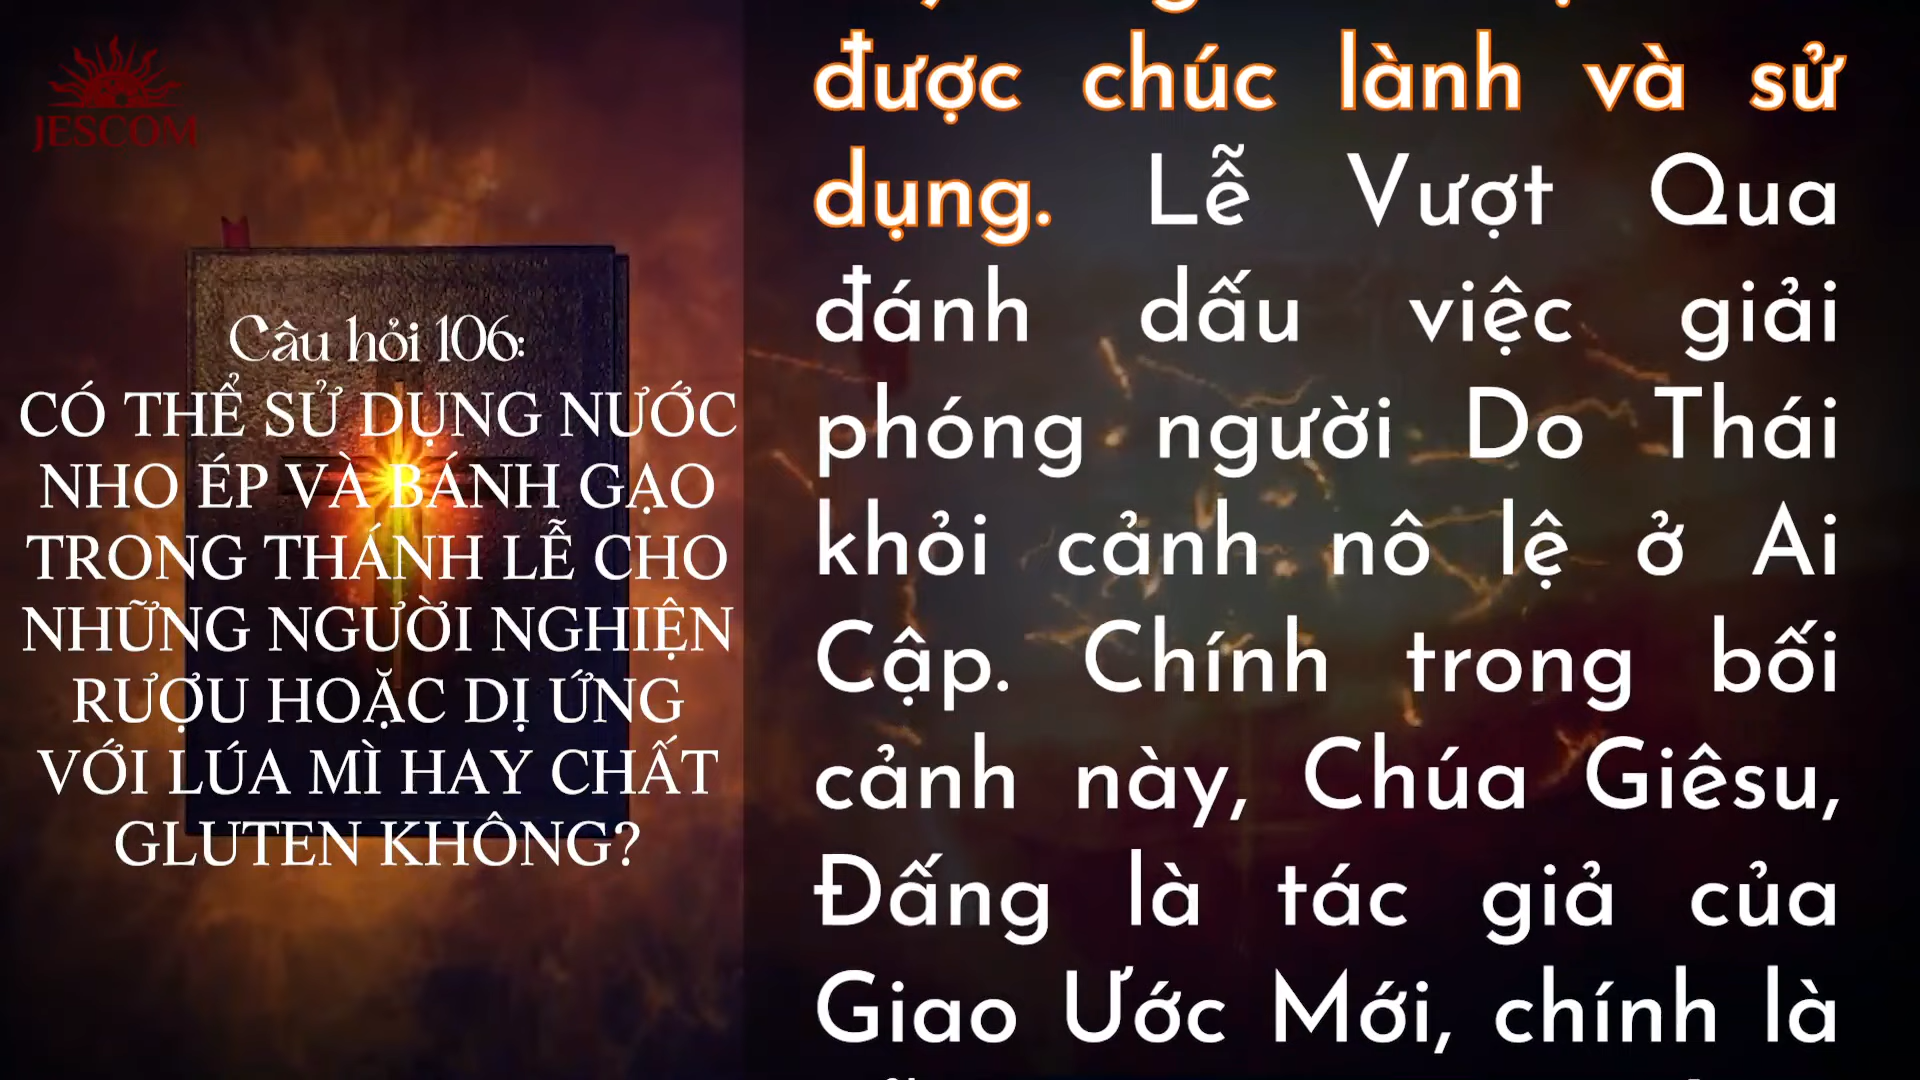 JESCOM
Câu hỏi 106:
CÓ THỂ SỬ DỤNG NƯỚC
NHO ÉP VÀ BÁNH GẠO
TRONG THÁNH LỄ CHO
NHỮNG NGƯỜI NGHIỆN
RƯỢU HOẶC DỊ ỨNG
VỚI LÚA MÌ HAY CHẤT
GLUTEN KHÔNG?
được chúc lành và sử
dụng. Lễ Vượt Qua
đánh dấu việc giải
phóng người Do Thái
khỏi cảnh nô lệ ở Ai
Cập. Chính trong bối
cảnh này, Chúa Giêsu,
Đấng là tác giả của
Giao Ước Mới, chính là